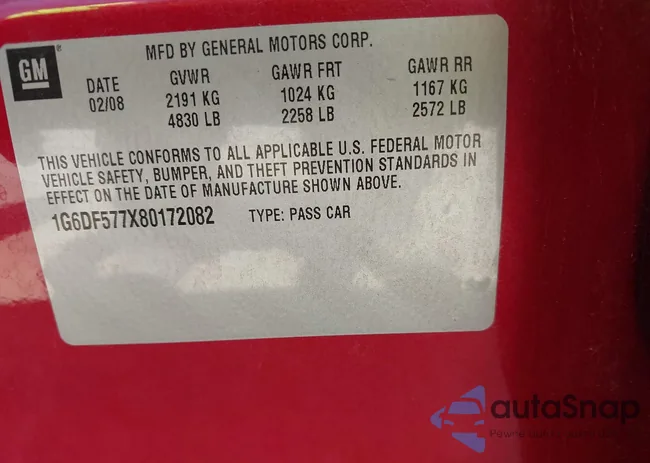 GM
MFD BY GENERAL MOTORS CORP.
DATE GVWR GAWR FRT GAWR RR
02/08 2191 KG 1024 KG 1167 KG
4830 LB 2258 LB 2572 LB
THIS VEHICLE CONFORMS TO ALL APPLICABLE U.S. FEDERAL MOTOR
VEHICLE SAFETY, BUMPER, AND THEFT PREVENTION STANDARDS IN
EFFECT ON THE DATE OF MANUFACTURE SHOWN ABOVE.
1G6DF577X80172082 TYPE: PASS CAR
autaSnap